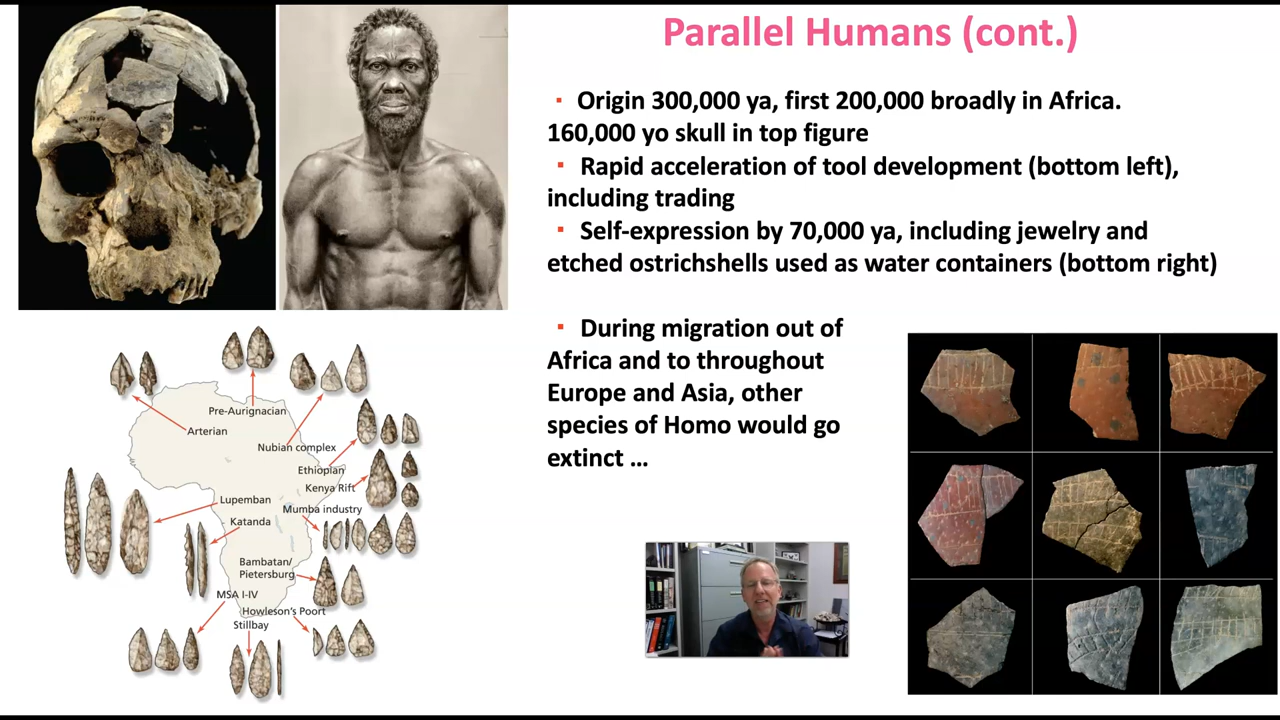 Parallel Humans (cont.)
▪ Origin 300,000 ya, first 200,000 broadly in Africa.
160,000 yo skull in top figure
▪ Rapid acceleration of tool development (bottom left),
including trading
▪ Self-expression by 70,000 ya, including jewelry and
etched ostrichshells used as water containers (bottom right)
▪ During migration out of
Africa and to throughout
Europe and Asia, other
species of Homo would go
extinct ...
Pre-Aurignacian
Arterian
Nubian complex
Ethiopian
Kenya Rift
Lupemban
Mumba industry
Katanda
Bambatan/
Pietersburg
MSA I-IV
Howleson's Poort
Stillbay